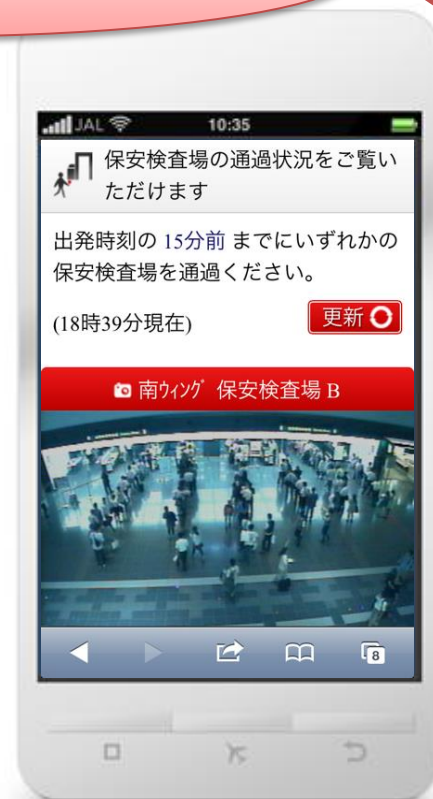 JAL 10:35
保安検査場の通過状況をご覧い
ただけます
出発時刻の 15分前 までにいずれかの
保安検査場を通過ください。
(18時39分現在)
更新
南ウィング 保安検査場 B
8